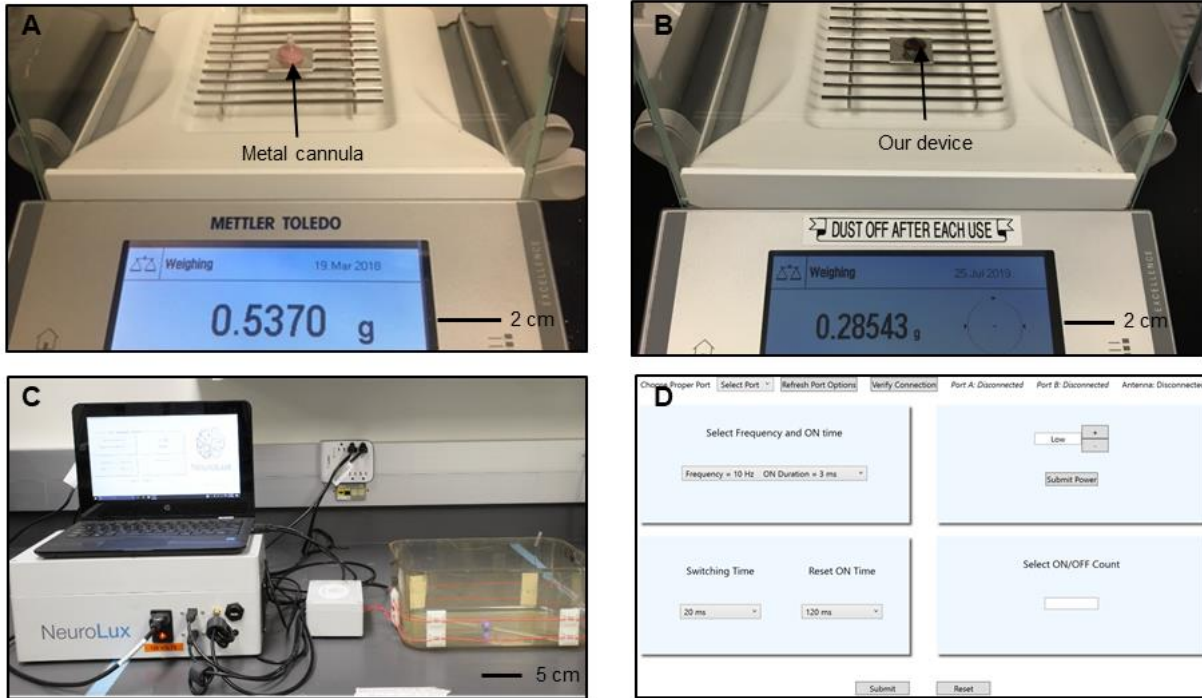 A
Metal cannula
METTLER TOLEDO
Weighing
19.Mar 2018
0.5370 g
EXCELLENCE
2 cm
B
Our device
DUST OFF AFTER EACH USE
Weighing
25.Jul 2019
0.28543 g
EXCELLENCE
2 cm
C
NeuroLux
NeuroLux
5 cm
D
Choose Proper Port Select Port Refresh Port Options Verify Connection Port A: Disconnected Port B: Disconnected Antenna: Disconnected
Select Frequency and ON time
Frequency = 10 Hz ON Duration = 3 ms
Low
+
-
Submit Power
Switching Time Reset ON Time
20 ms 120 ms
Select ON/OFF Count
Submit Reset